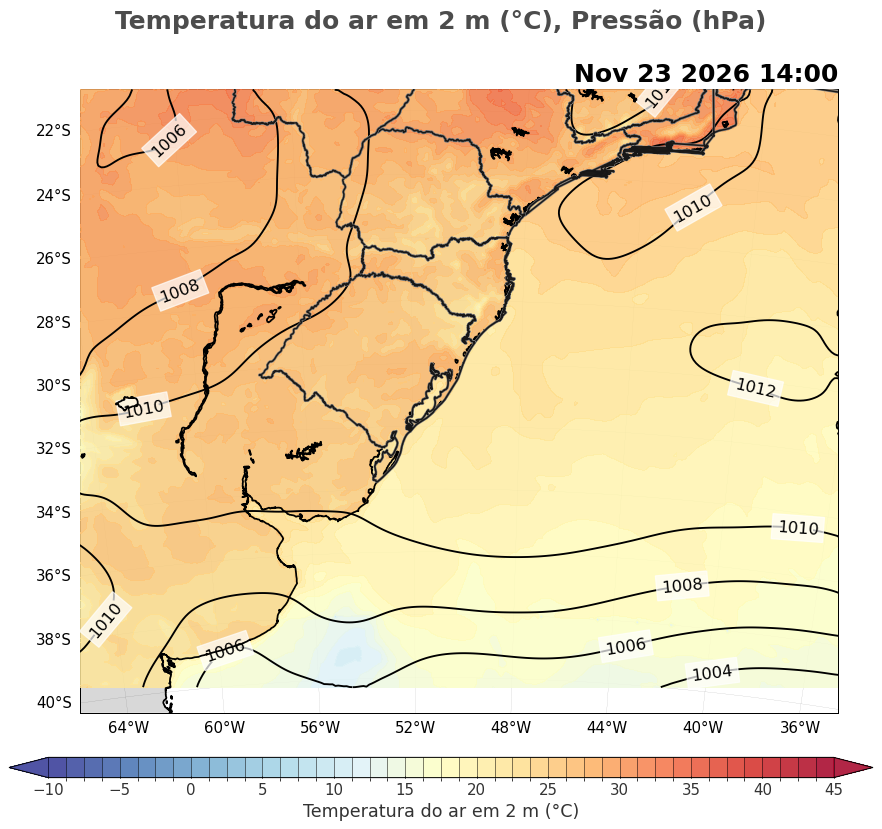 Temperatura do ar em 2 m (°C), Pressão (hPa)
Nov 23 2026 14:00
22°S
24°S
26°S
28°S
30°S
32°S
34°S
36°S
38°S
40°S
1006
1010
1008
1012
1010
1010
1010
1008
1006
1006
1004
64°W 60°W 56°W 52°W 48°W 44°W 40°W 36°W
−10 −5 0 5 10 15 20 25 30 35 40 45
Temperatura do ar em 2 m (°C)